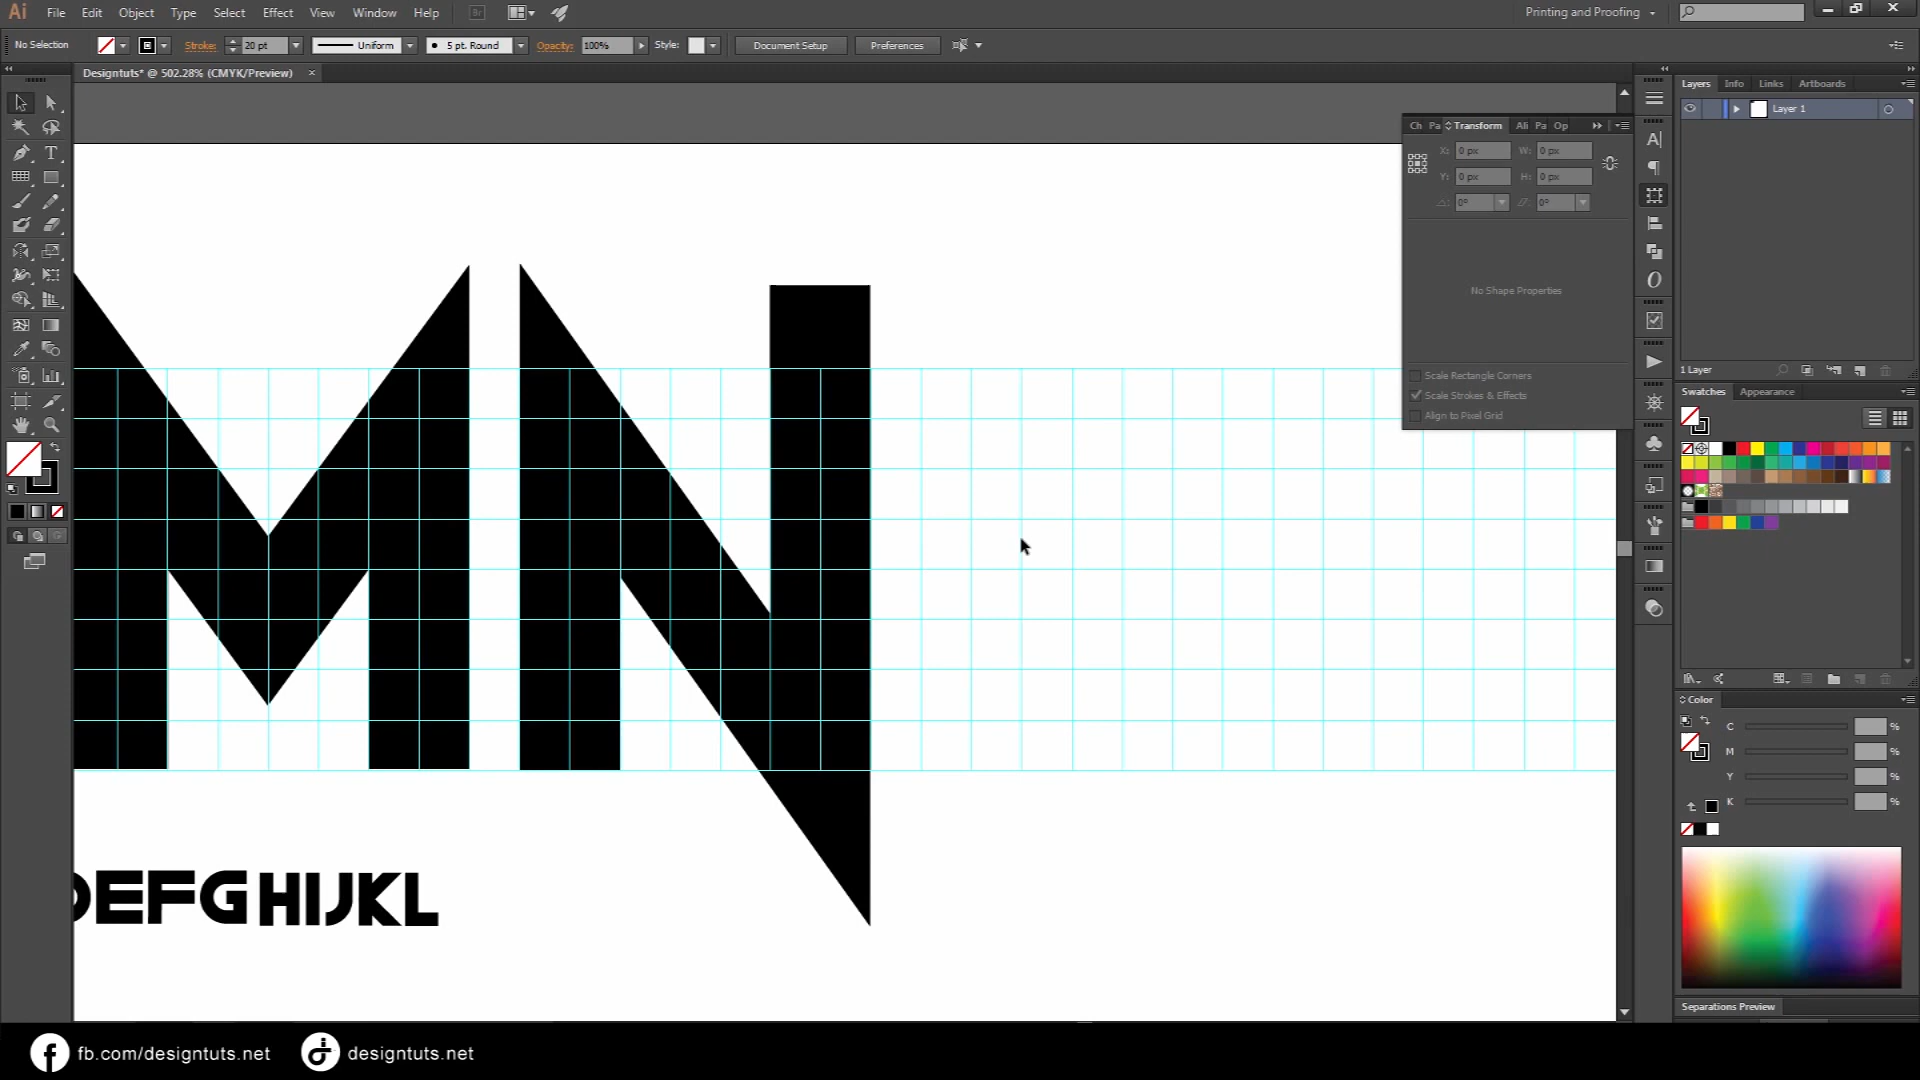 Ai File Edit Object Type Select Effect View Window Help Br Printing and Proofing
No Selection Stroke: 20 pt Uniform 5 pt. Round Opacity: 100% Style: Document Setup Preferences
Designtuts* @ 502.28% (CMYK/Preview) ×
Layers Info Links Artboards
Layer 1
Ch Pa Transform Ali Pa Op
X: 0 px W: 0 px
Y: 0 px H: 0 px
0° 0°
No Shape Properties
Scale Rectangle Corners
Scale Strokes & Effects
Align to Pixel Grid
1 Layer
Swatches Appearance
MN
Color
C %
M %
Y %
K %
DEFGHIJKL
Separations Preview
fb.com/designtuts.net designtuts.net